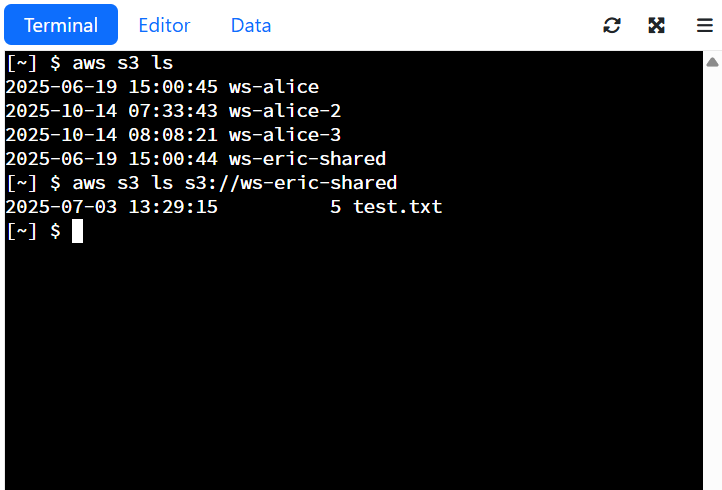 Terminal Editor Data
[~] $ aws s3 ls
2025-06-19 15:00:45 ws-alice
2025-10-14 07:33:43 ws-alice-2
2025-10-14 08:08:21 ws-alice-3
2025-06-19 15:00:44 ws-eric-shared
[~] $ aws s3 ls s3://ws-eric-shared
2025-07-03 13:29:15          5 test.txt
[~] $